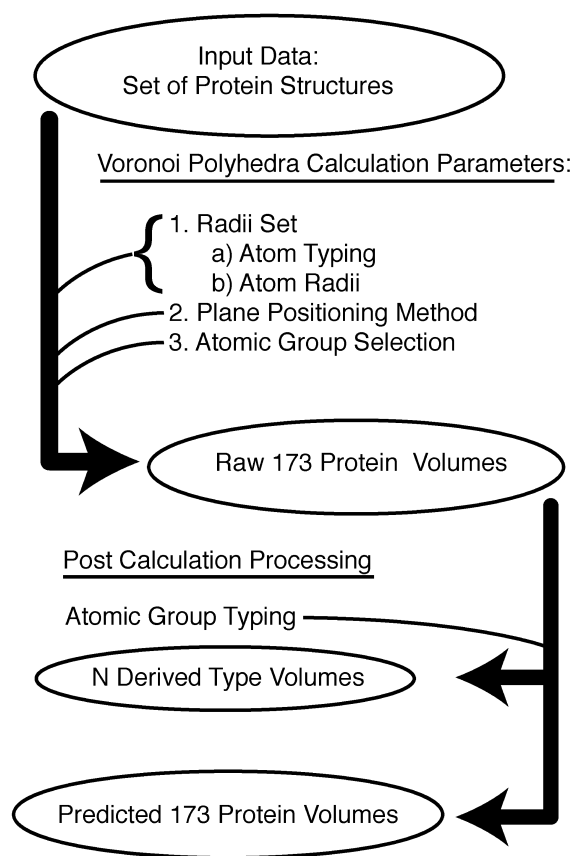 Input Data:
Set of Protein Structures
Voronoi Polyhedra Calculation Parameters:
1. Radii Set
a) Atom Typing
b) Atom Radii
2. Plane Positioning Method
3. Atomic Group Selection
Raw 173 Protein Volumes
Post Calculation Processing
Atomic Group Typing
N Derived Type Volumes
Predicted 173 Protein Volumes